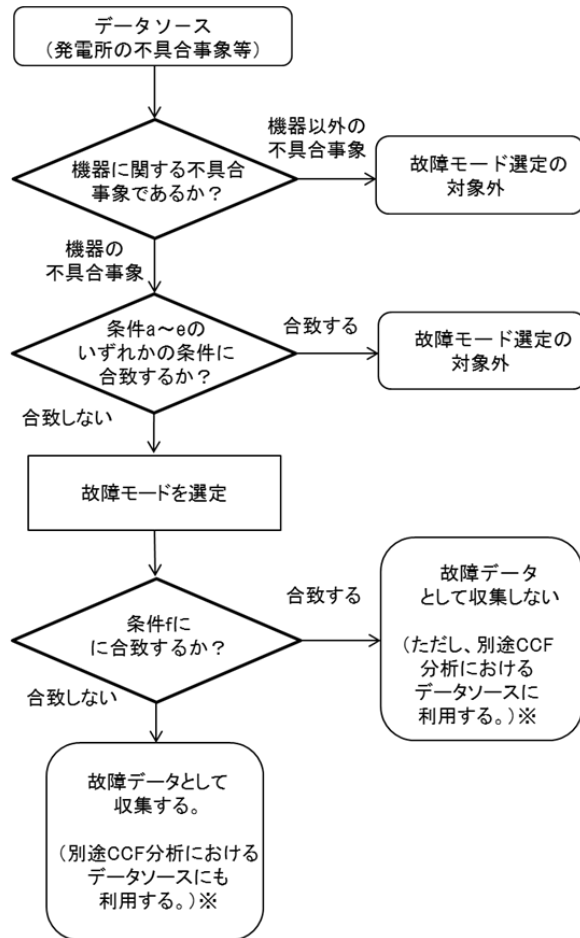 データソース
（発電所の不具合事象等）
機器に関する不具合
事象であるか？
機器以外の
不具合事象
故障モード選定の
対象外
機器の
不具合事象
条件a～eの
いずれかの条件に
合致するか？
合致する
故障モード選定の
対象外
合致しない
故障モードを選定
条件fに
に合致するか？
合致する
故障データ
として収集しない
（ただし、別途CCF
分析における
データソースに
利用する。）※
合致しない
故障データとして
収集する。
（別途CCF分析における
データソースにも
利用する。）※